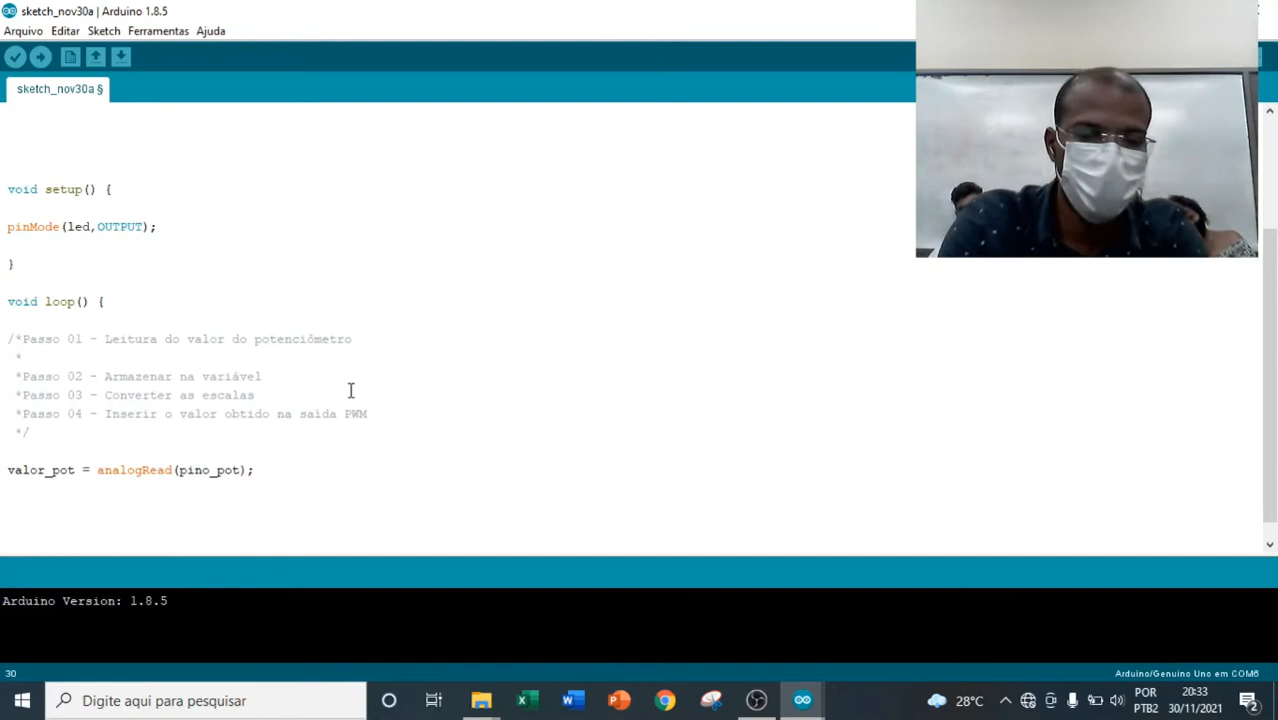 sketch_nov30a | Arduino 1.8.5
Arquivo Editar Sketch Ferramentas Ajuda
sketch_nov30a §
void setup() {
pinMode(led,OUTPUT);
}
void loop() {
/*Passo 01 - Leitura do valor do potenciômetro
*
*Passo 02 - Armazenar na variável
*Passo 03 - Converter as escalas
*Passo 04 - Inserir o valor obtido na saída PWM
*/
valor_pot = analogRead(pino_pot);
Arduino Version: 1.8.5
30
Arduino/Genuino Uno em COM6
Digite aqui para pesquisar
28°C
POR
PTB2
20:33
30/11/2021
2